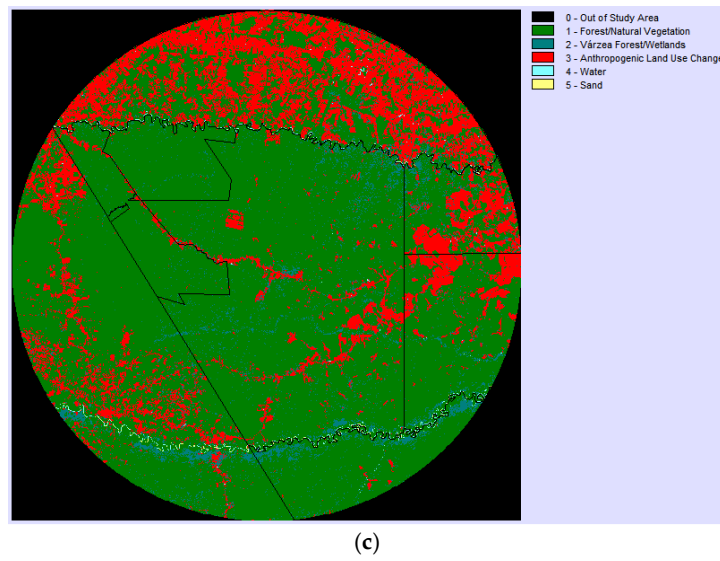 0 - Out of Study Area
1 - Forest/Natural Vegetation
2 - Várzea Forest/Wetlands
3 - Anthropogenic Land Use Change
4 - Water
5 - Sand
(c)